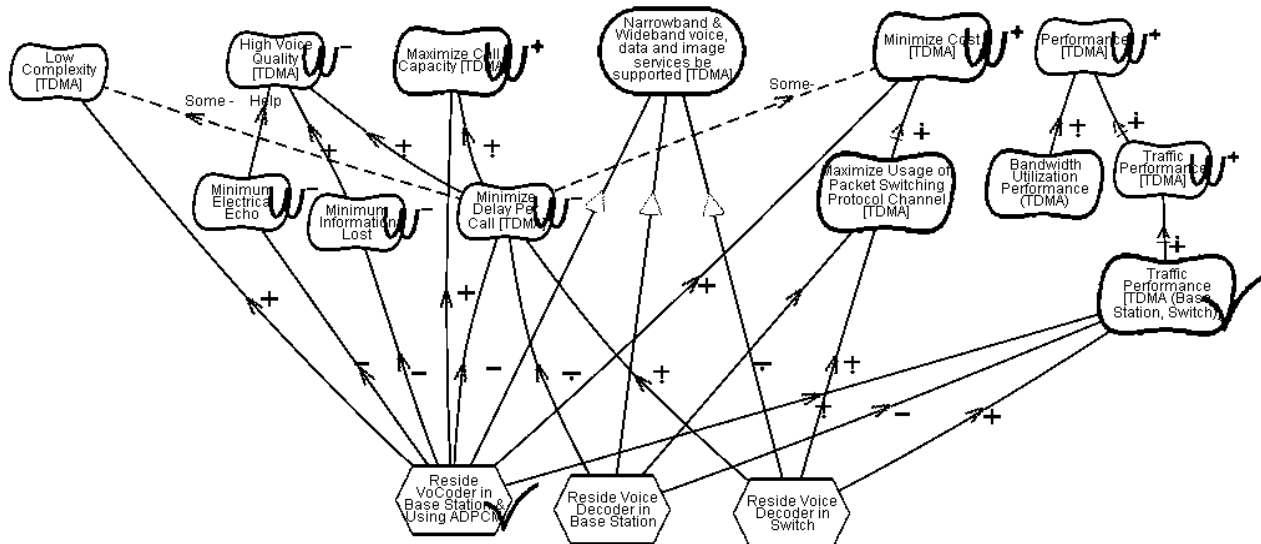 Low
Complexity
[TDMA]
High Voice
Quality
[TDMA]
Maximize Call
Capacity [TDMA]
Narrowband &
Wideband voice,
data and image
services be
supported [TDMA]
Minimize Cost
[TDMA]
Performance
[TDMA]
Some -
Help
Some-
Minimum
Electrical
Echo
Minimum
Information
Lost
Minimize
Delay Per
Call [TDMA]
Maximize Usage of
Packet Switching
Protocol Channel
[TDMA]
Bandwidth
Utilization
Performance
(TDMA)
Traffic
Performance
[TDMA]
Traffic
Performance
[TDMA (Base
Station, Switch)]
Reside
VoCoder in
Base Station &
Using ADPCM
Reside Voice
Decoder in
Base Station
Reside Voice
Decoder in
Switch